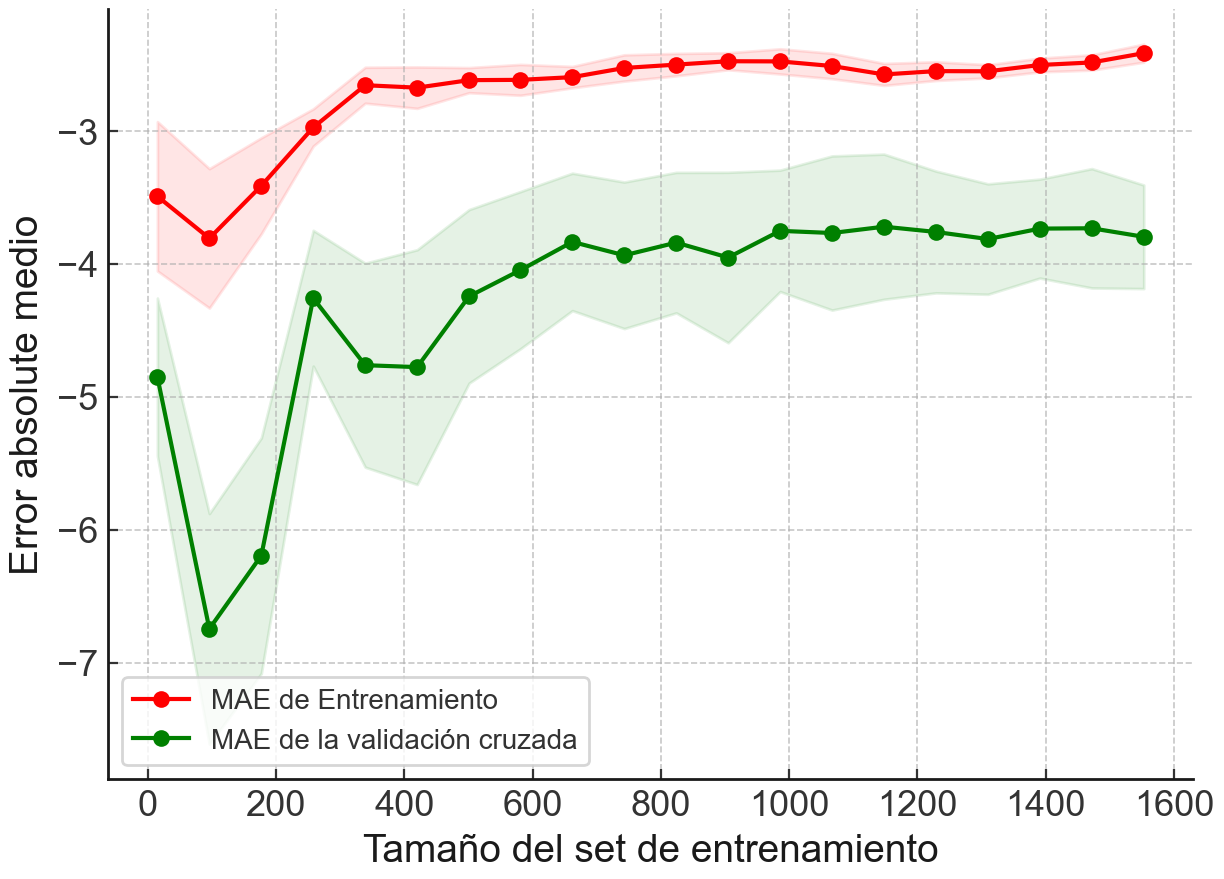 Error absolute medio
−3
−4
−5
−6
−7
MAE de Entrenamiento
MAE de la validación cruzada
0 200 400 600 800 1000 1200 1400 1600
Tamaño del set de entrenamiento